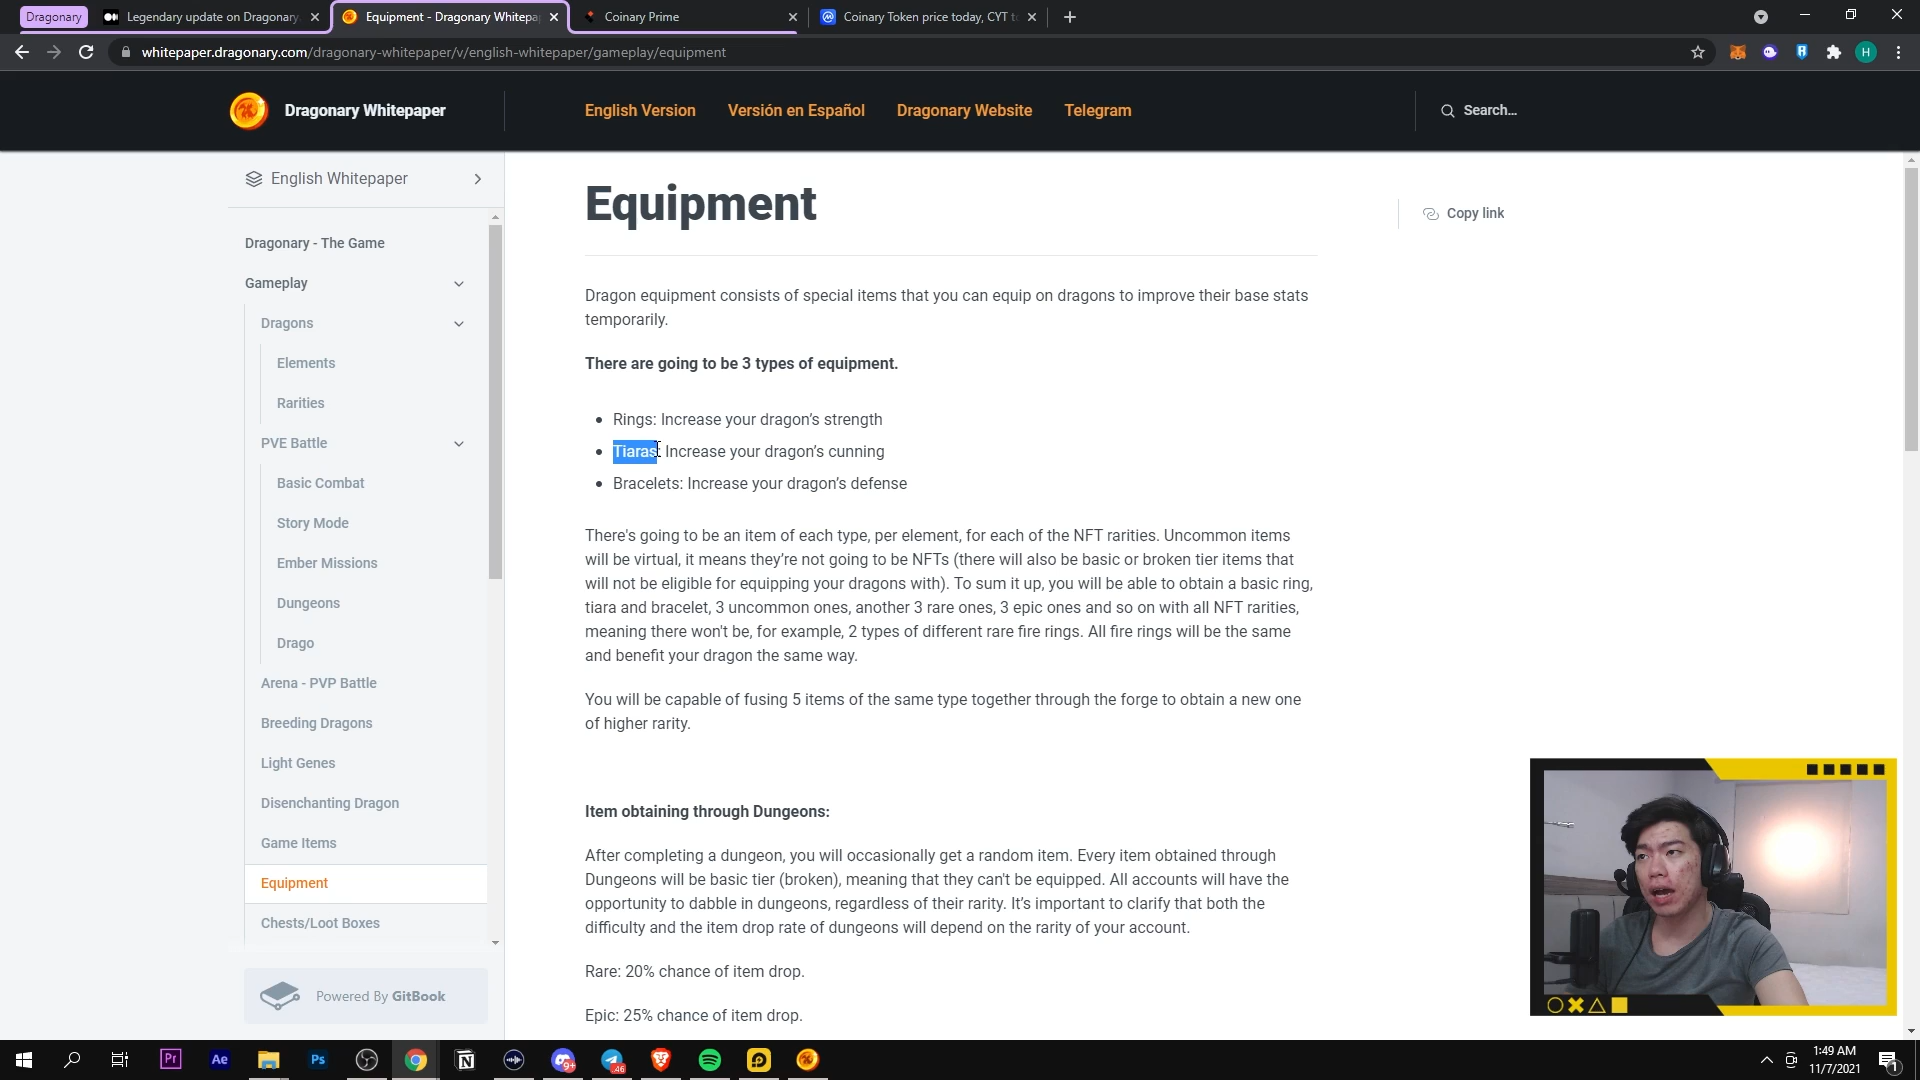 Dragonary
Legendary update on Dragonary.
Equipment - Dragonary Whitepap
Coinary Prime
Coinary Token price today, CYT to
whitepaper.dragonary.com/dragonary-whitepaper/v/english-whitepaper/gameplay/equipment
H
Dragonary Whitepaper
English Version
Versión en Español
Dragonary Website
Telegram
Search...
English Whitepaper
Dragonary - The Game
Gameplay
Dragons
Elements
Rarities
PVE Battle
Basic Combat
Story Mode
Ember Missions
Dungeons
Drago
Arena - PVP Battle
Breeding Dragons
Light Genes
Disenchanting Dragon
Game Items
Equipment
Chests/Loot Boxes
Powered By GitBook
Equipment
Copy link
Dragon equipment consists of special items that you can equip on dragons to improve their base stats
temporarily.
There are going to be 3 types of equipment.
Rings: Increase your dragon's strength
Tiaras: Increase your dragon's cunning
Bracelets: Increase your dragon's defense
There's going to be an item of each type, per element, for each of the NFT rarities. Uncommon items
will be virtual, it means they're not going to be NFTs (there will also be basic or broken tier items that
will not be eligible for equipping your dragons with). To sum it up, you will be able to obtain a basic ring,
tiara and bracelet, 3 uncommon ones, another 3 rare ones, 3 epic ones and so on with all NFT rarities,
meaning there won't be, for example, 2 types of different rare fire rings. All fire rings will be the same
and benefit your dragon the same way.
You will be capable of fusing 5 items of the same type together through the forge to obtain a new one
of higher rarity.
Item obtaining through Dungeons:
After completing a dungeon, you will occasionally get a random item. Every item obtained through
Dungeons will be basic tier (broken), meaning that they can't be equipped. All accounts will have the
opportunity to dabble in dungeons, regardless of their rarity. It's important to clarify that both the
difficulty and the item drop rate of dungeons will depend on the rarity of your account.
Rare: 20% chance of item drop.
Epic: 25% chance of item drop.
Pr
Ae
Ps
9+
46
1:49 AM
11/7/2021
1